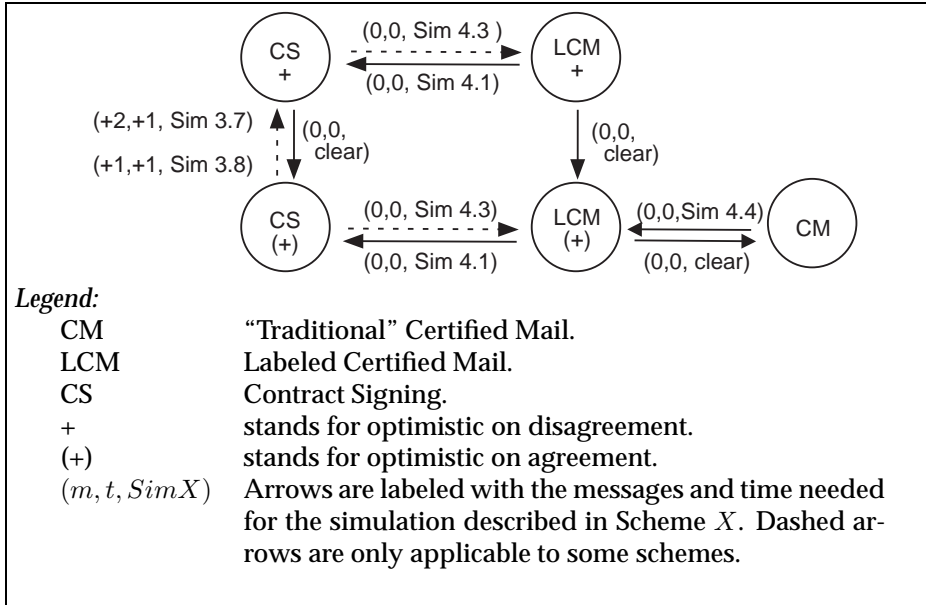 (0,0, Sim 4.3 )
CS
+
LCM
+
(0,0, Sim 4.1)
(+2,+1, Sim 3.7)
(0,0,
clear)
(0,0,
clear)
(+1,+1, Sim 3.8)
CS
(+)
(0,0, Sim 4.3)
LCM
(+)
(0,0,Sim 4.4)
CM
(0,0, Sim 4.1)
(0,0, clear)
Legend:
CM “Traditional” Certified Mail.
LCM Labeled Certified Mail.
CS Contract Signing.
+ stands for optimistic on disagreement.
(+) stands for optimistic on agreement.
(m, t, SimX) Arrows are labeled with the messages and time needed
for the simulation described in Scheme X. Dashed ar-
rows are only applicable to some schemes.